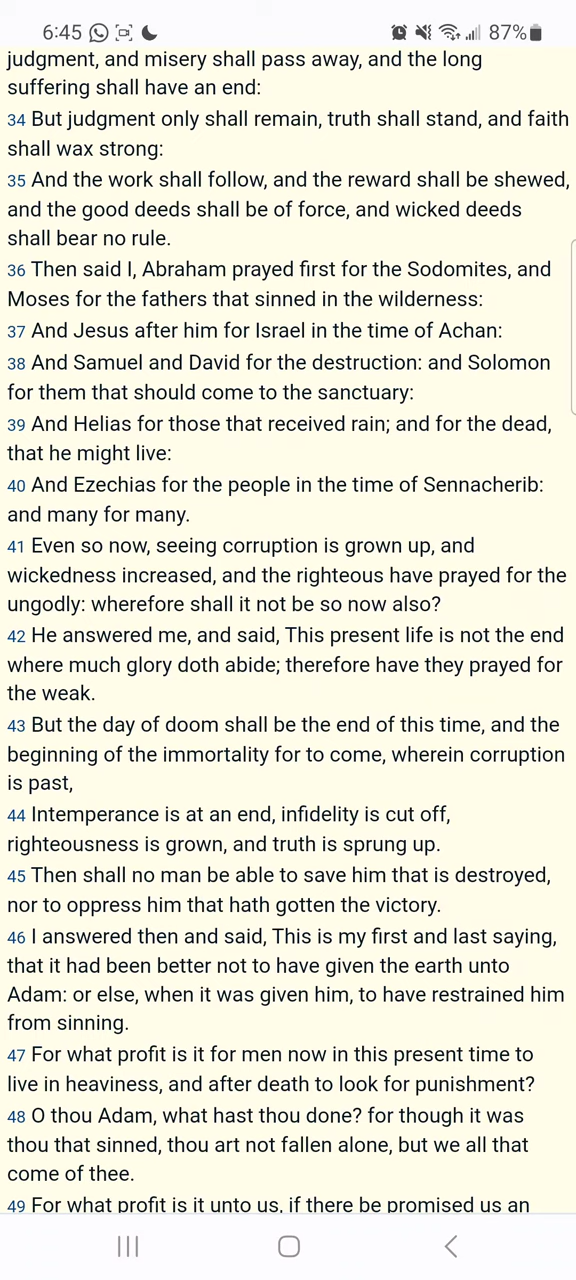 6:45 87%
judgment, and misery shall pass away, and the long
suffering shall have an end:
34 But judgment only shall remain, truth shall stand, and faith
shall wax strong:
35 And the work shall follow, and the reward shall be shewed,
and the good deeds shall be of force, and wicked deeds
shall bear no rule.
36 Then said I, Abraham prayed first for the Sodomites, and
Moses for the fathers that sinned in the wilderness:
37 And Jesus after him for Israel in the time of Achan:
38 And Samuel and David for the destruction: and Solomon
for them that should come to the sanctuary:
39 And Helias for those that received rain; and for the dead,
that he might live:
40 And Ezechias for the people in the time of Sennacherib:
and many for many.
41 Even so now, seeing corruption is grown up, and
wickedness increased, and the righteous have prayed for the
ungodly: wherefore shall it not be so now also?
42 He answered me, and said, This present life is not the end
where much glory doth abide; therefore have they prayed for
the weak.
43 But the day of doom shall be the end of this time, and the
beginning of the immortality for to come, wherein corruption
is past,
44 Intemperance is at an end, infidelity is cut off,
righteousness is grown, and truth is sprung up.
45 Then shall no man be able to save him that is destroyed,
nor to oppress him that hath gotten the victory.
46 I answered then and said, This is my first and last saying,
that it had been better not to have given the earth unto
Adam: or else, when it was given him, to have restrained him
from sinning.
47 For what profit is it for men now in this present time to
live in heaviness, and after death to look for punishment?
48 O thou Adam, what hast thou done? for though it was
thou that sinned, thou art not fallen alone, but we all that
come of thee.
49 For what profit is it unto us, if there be promised us an